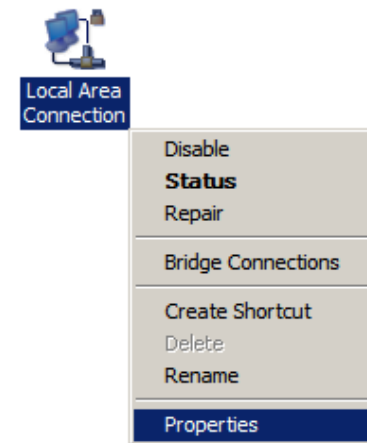 Local Area
Connection
Disable
Status
Repair
Bridge Connections
Create Shortcut
Delete
Rename
Properties